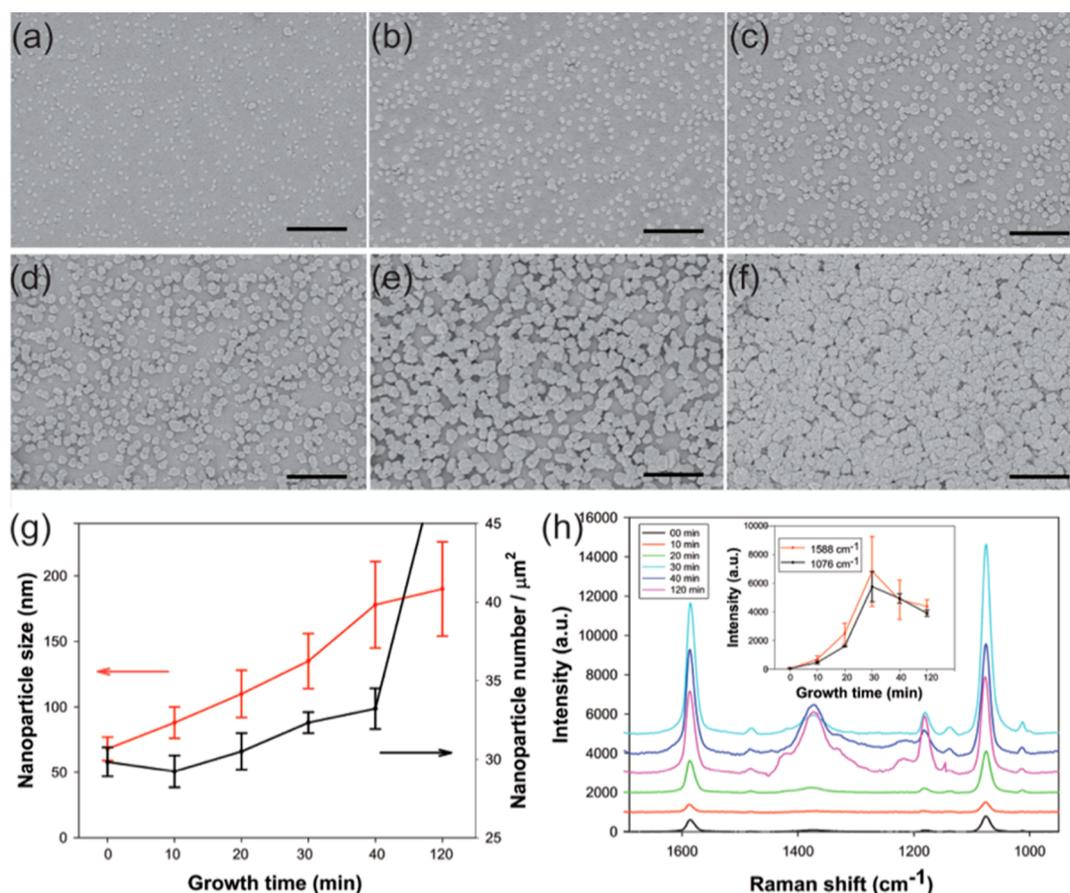 (a)
(b)
(c)
(d)
(e)
(f)
(g)
200
150
100
50
0
Nanoparticle size (nm)
45
40
35
30
25
Nanoparticle number / µm²
0 10 20 30 40 120
Growth time (min)
(h)
16000
14000
12000
10000
8000
6000
4000
2000
0
Intensity (a.u.)
00 min
10 min
20 min
30 min
40 min
120 min
10000
8000
6000
4000
2000
0
Intensity (a.u.)
1588 cm⁻¹
1076 cm⁻¹
0 10 20 30 40 120
Growth time (min)
1600 1400 1200 1000
Raman shift (cm⁻¹)